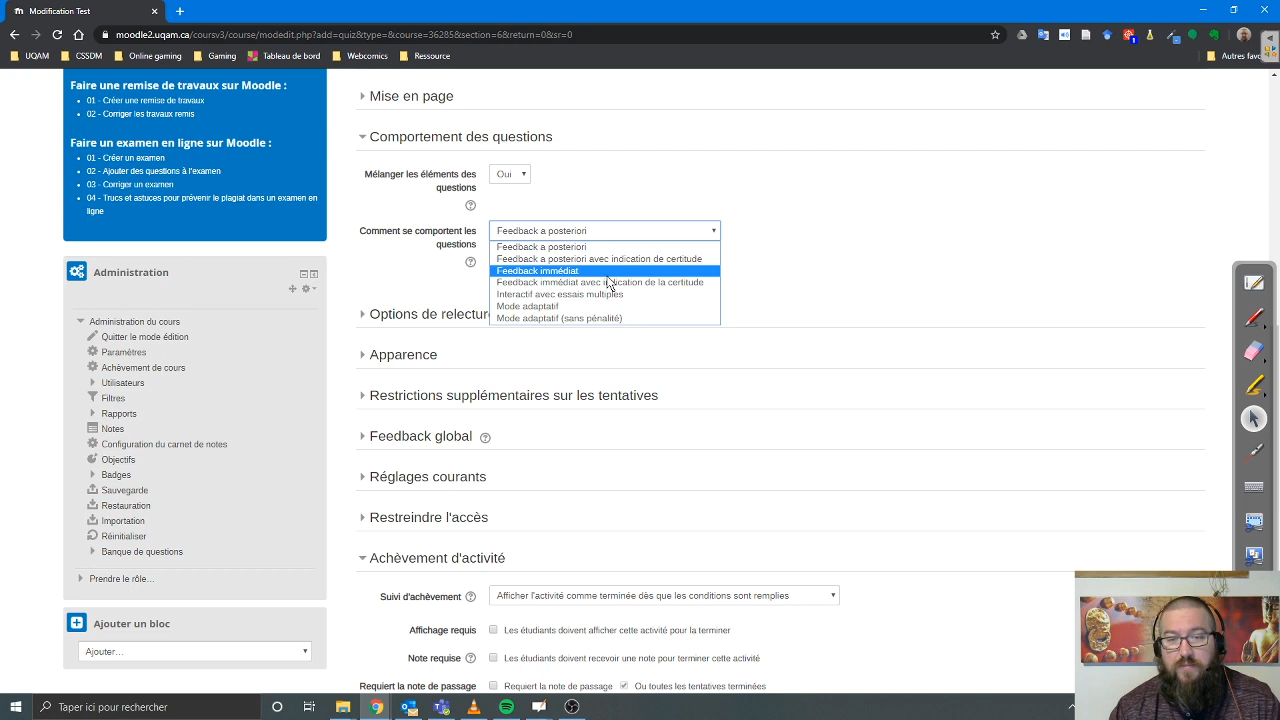 Modification Test
moodle2.uqam.ca/coursv3/course/modedit.php?add=quiz&type=&course=36285&section=6&return=0&sr=0
UQAM
CSSDM
Online gaming
Gaming
Tableau de bord
Webcomics
Ressource
Autres favo
Faire une remise de travaux sur Moodle :
01 - Créer une remise de travaux
02 - Corriger les travaux remis
Faire un examen en ligne sur Moodle :
01 - Créer un examen
02 - Ajouter des questions à l'examen
03 - Corriger un examen
04 - Trucs et astuces pour prévenir le plagiat dans un examen en
ligne
Administration
Administration du cours
Quitter le mode édition
Paramètres
Achèvement de cours
Utilisateurs
Filtres
Rapports
Notes
Configuration du carnet de notes
Objectifs
Badges
Sauvegarde
Restauration
Importation
Réinitialiser
Banque de questions
Prendre le rôle...
Ajouter un bloc
Ajouter...
Mise en page
Comportement des questions
Mélanger les éléments des
questions
Oui
Comment se comportent les
questions
Feedback a posteriori
Feedback a posteriori
Feedback a posteriori avec indication de certitude
Feedback immédiat
Feedback immédiat avec indication de la certitude
Interactif avec essais multiples
Mode adaptatif
Mode adaptatif (sans pénalité)
Options de relecture
Apparence
Restrictions supplémentaires sur les tentatives
Feedback global
Réglages courants
Restreindre l'accès
Achèvement d'activité
Suivi d'achèvement
Afficher l'activité comme terminée dès que les conditions sont remplies
Affichage requis
Les étudiants doivent afficher cette activité pour la terminer
Note requise
Les étudiants doivent recevoir une note pour terminer cette activité
Requiert la note de passage
Requiert la note de passage
Ou toutes les tentatives terminées
Taper ici pour rechercher